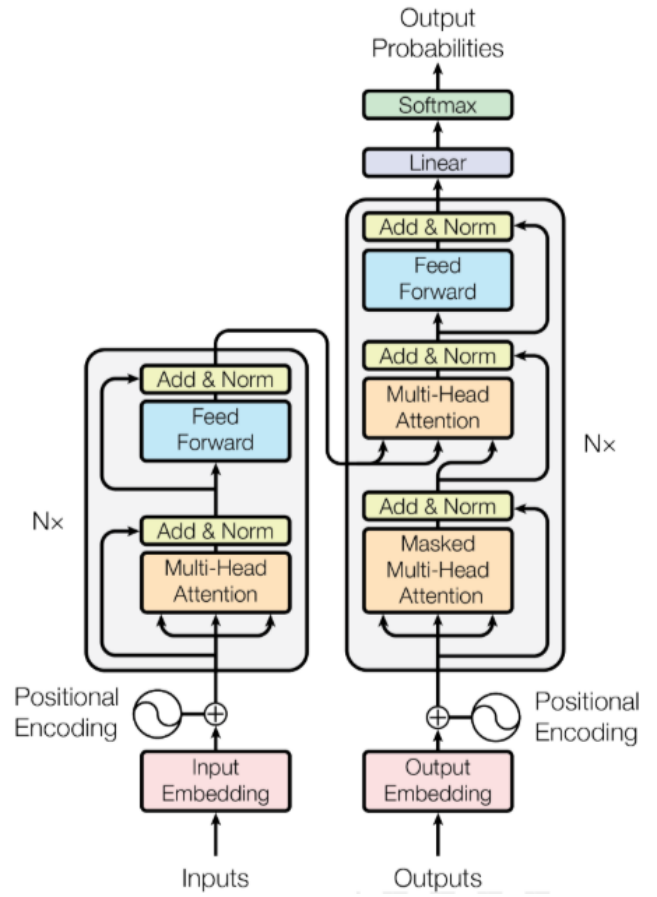 Output
Probabilities
Softmax
Linear
Add & Norm
Feed
Forward
Add & Norm
Multi-Head
Attention
Nx
Add & Norm
Masked
Multi-Head
Attention
Positional
Encoding
Output
Embedding
Outputs
Add & Norm
Feed
Forward
Nx
Add & Norm
Multi-Head
Attention
Positional
Encoding
Input
Embedding
Inputs